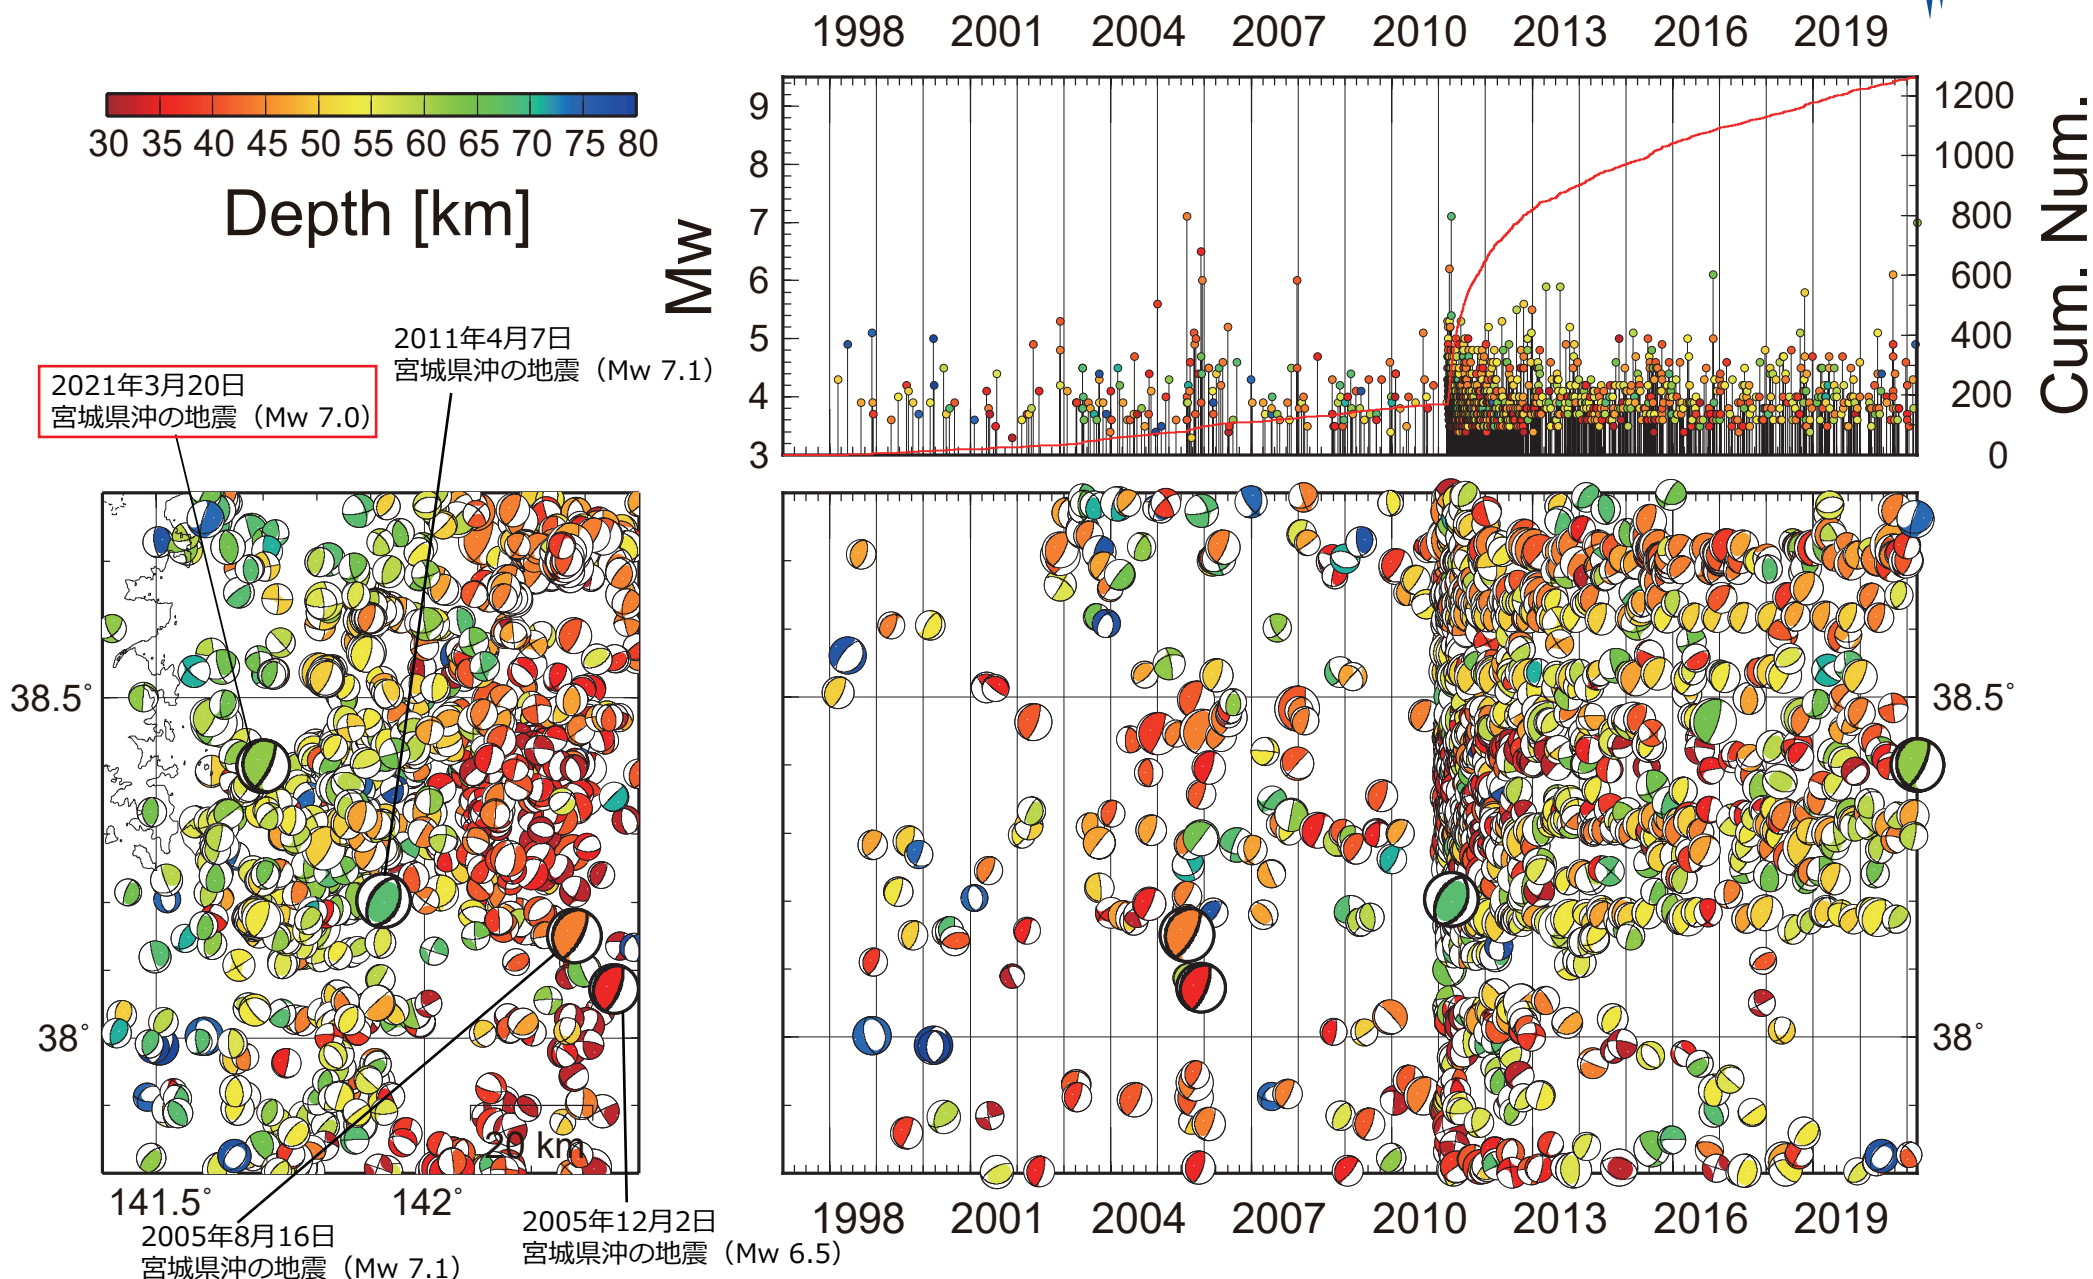 1998 2001 2004 2007 2010 2013 2016 2019
30 35 40 45 50 55 60 65 70 75 80
Depth [km]
Mw
9
8
7
6
5
4
3
1200
1000
800
600
400
200
0
Cum. Num.
2011年4月7日
宮城県沖の地震（Mw 7.1）
2021年3月20日
宮城県沖の地震（Mw 7.0）
38.5°
38°
141.5° 142°
20 km
38.5°
38°
1998 2001 2004 2007 2010 2013 2016 2019
2005年8月16日
宮城県沖の地震（Mw 7.1）
2005年12月2日
宮城県沖の地震（Mw 6.5）